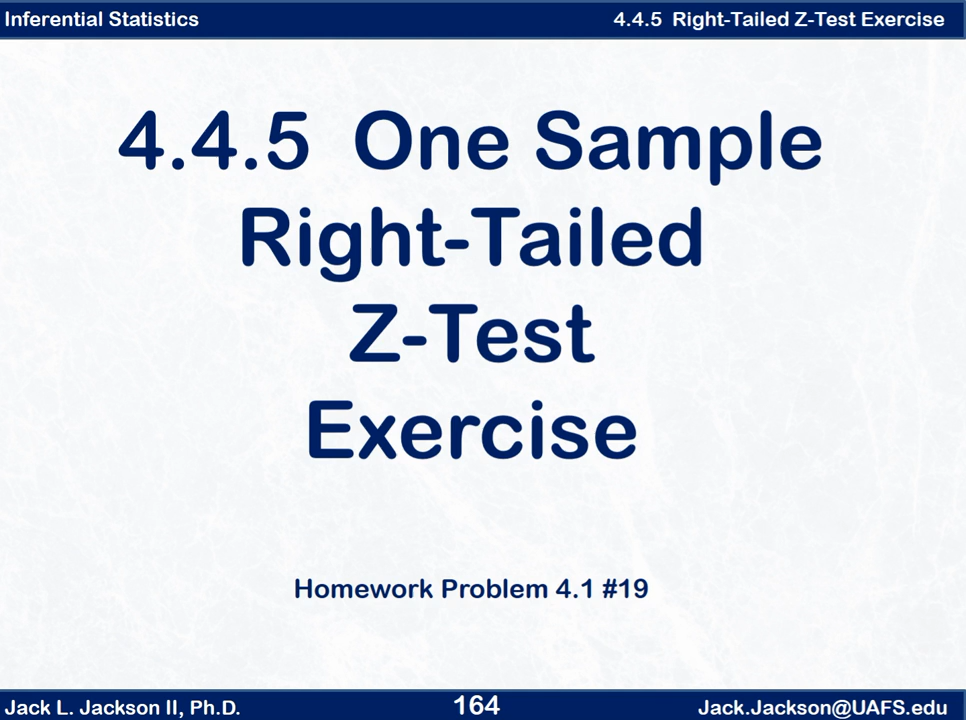 Inferential Statistics 4.4.5 Right-Tailed Z-Test Exercise
4.4.5 One Sample
Right-Tailed
Z-Test
Exercise
Homework Problem 4.1 #19
Jack L. Jackson II, Ph.D. 164 Jack.Jackson@UAFS.edu